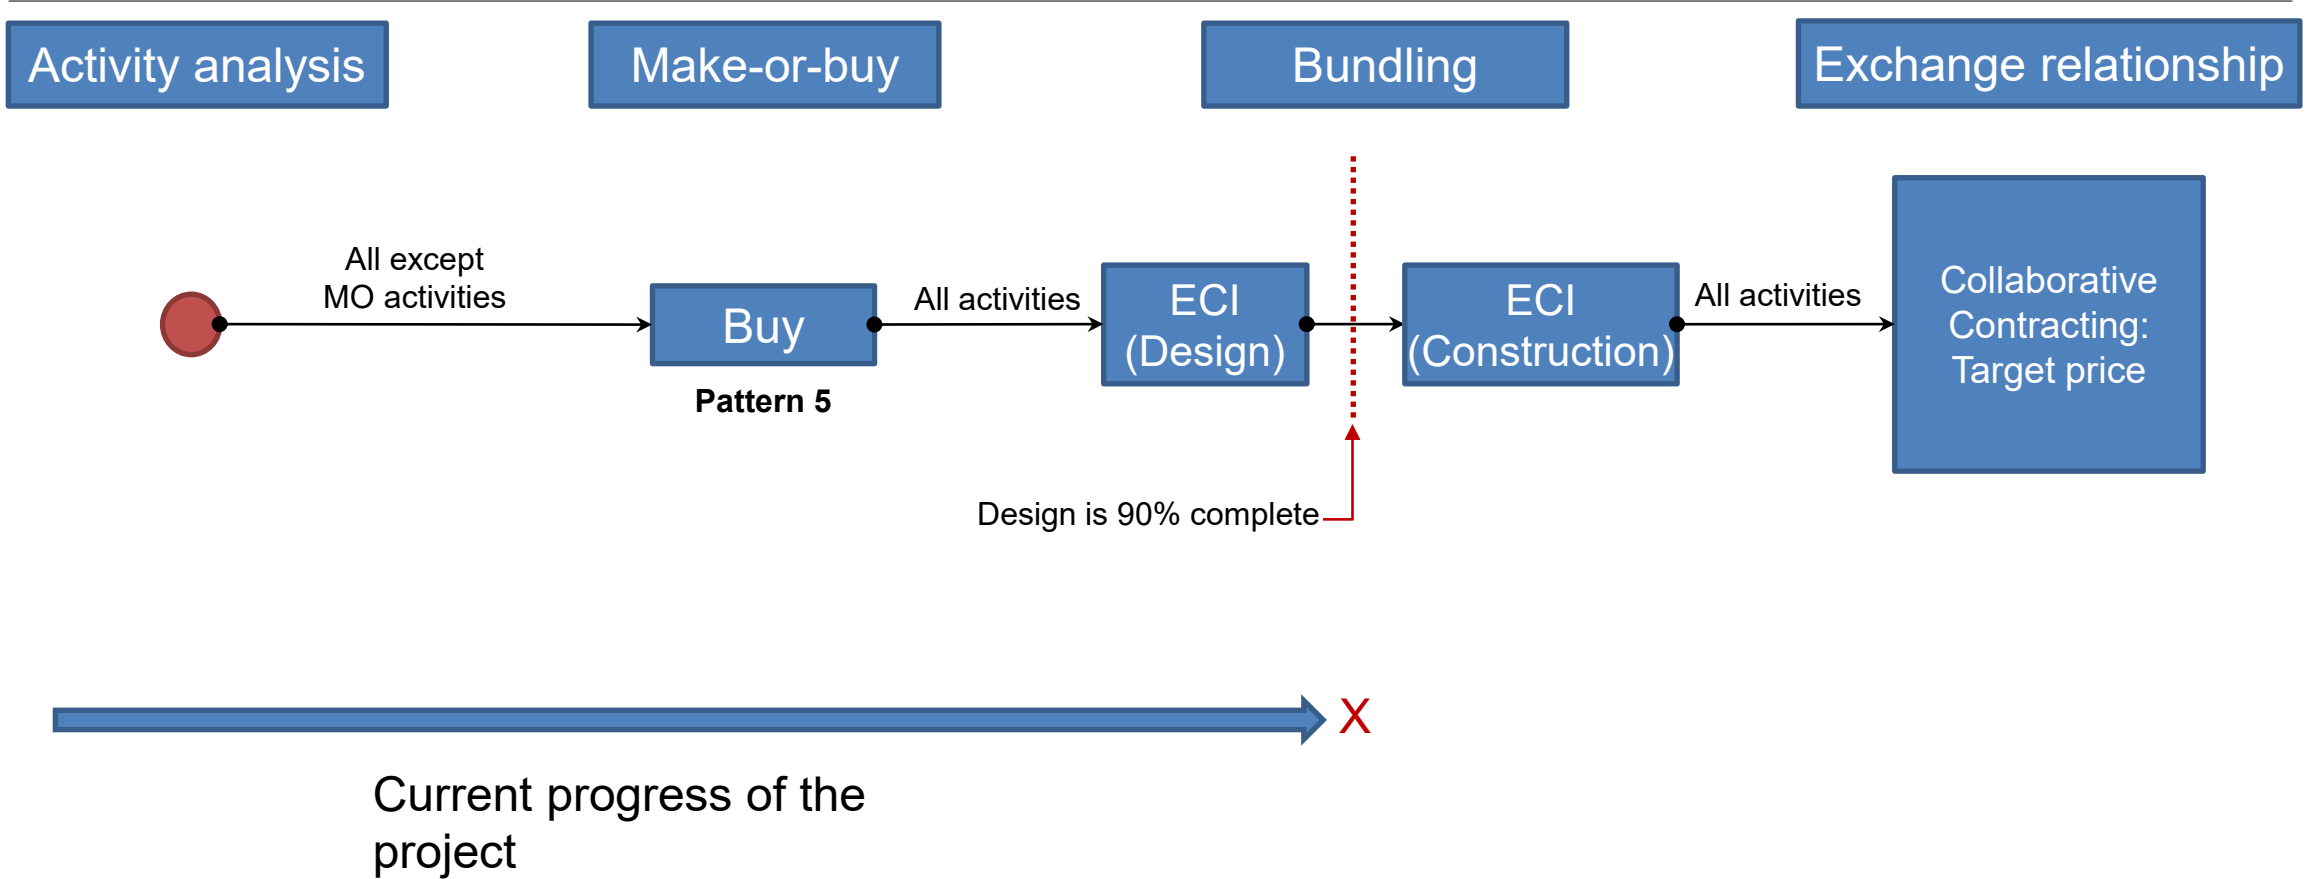 Activity analysis
Make-or-buy
Bundling
Exchange relationship
All except
MO activities
Buy
Pattern 5
All activities
ECI
(Design)
ECI
(Construction)
All activities
Collaborative
Contracting:
Target price
Design is 90% complete
X
Current progress of the
project